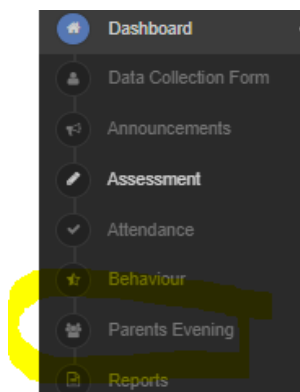 Dashboard
Data Collection Form
Announcements
Assessment
Attendance
Behaviour
Parents Evening
Reports